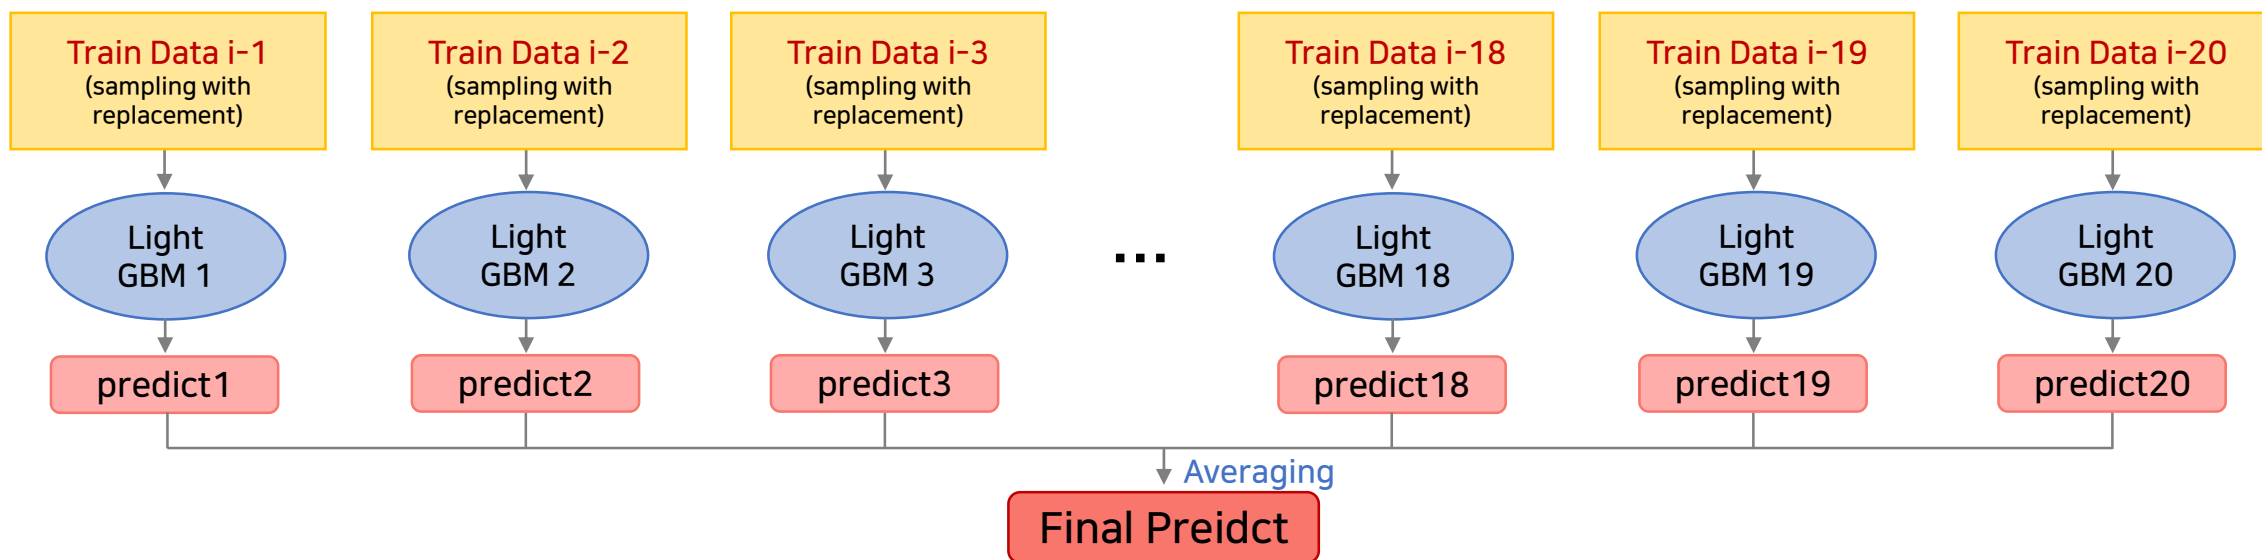 Train Data i-1
(sampling with
replacement)
Train Data i-2
(sampling with
replacement)
Train Data i-3
(sampling with
replacement)
Train Data i-18
(sampling with
replacement)
Train Data i-19
(sampling with
replacement)
Train Data i-20
(sampling with
replacement)
Light
GBM 1
Light
GBM 2
Light
GBM 3
...
Light
GBM 18
Light
GBM 19
Light
GBM 20
predict1
predict2
predict3
predict18
predict19
predict20
Averaging
Final Preidct